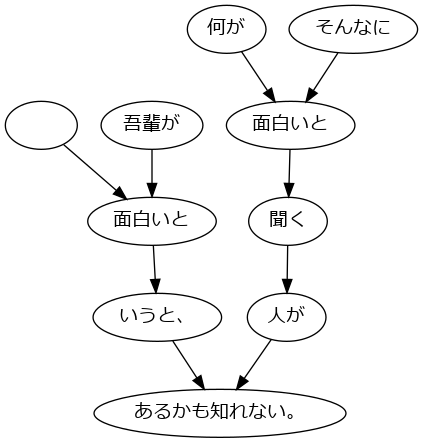 何が
そんなに
吾輩が
面白いと
面白いと
聞く
いうと、
人が
あるかも知れない。